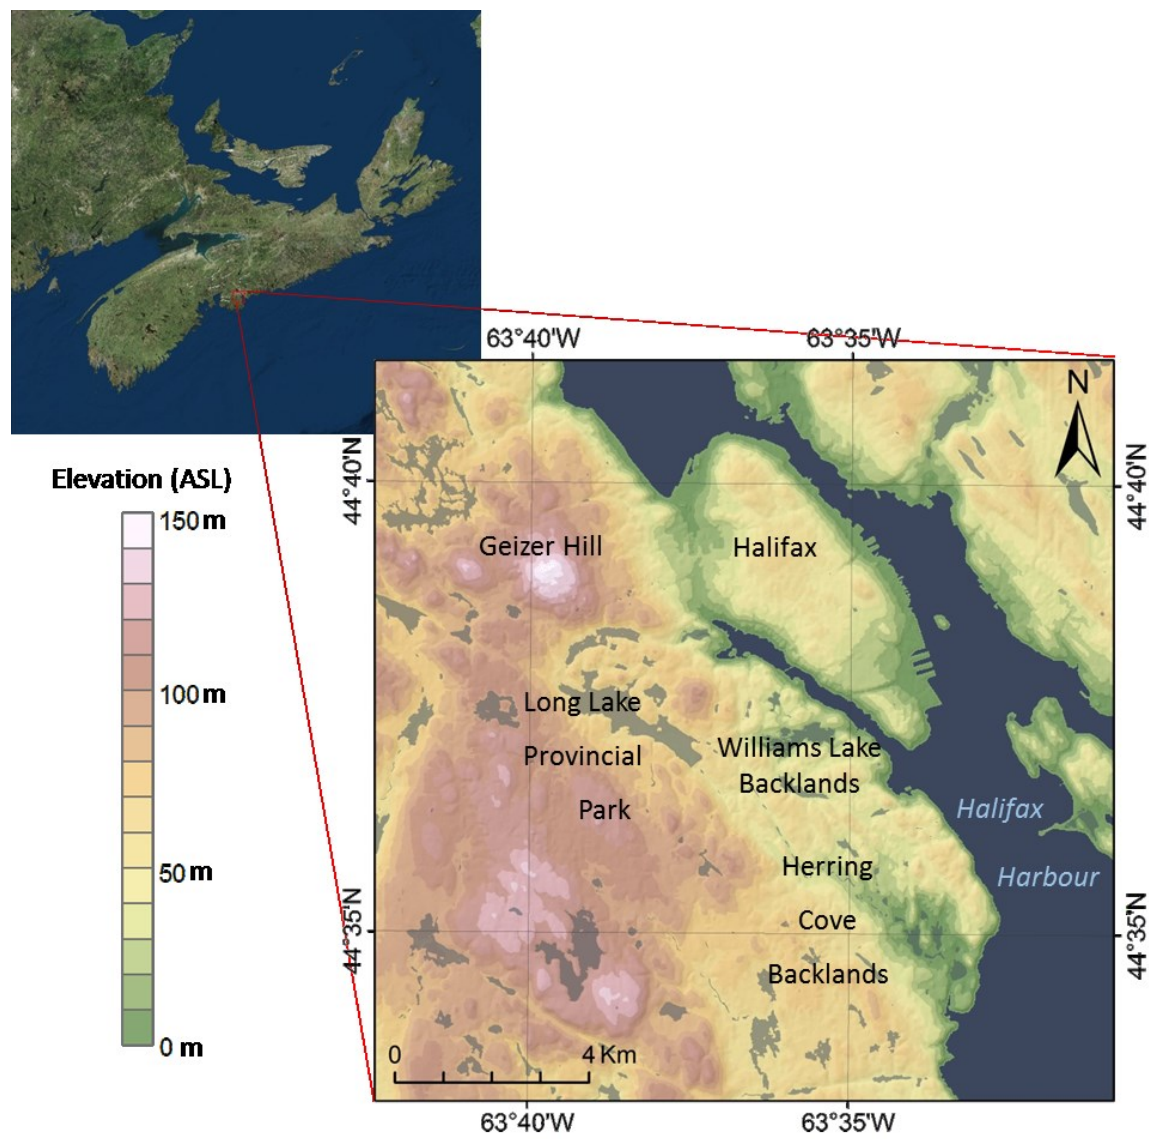 63°40'W
63°35'W
N
44°40'N
44°40'N
Elevation (ASL)
150 m
100 m
50 m
0 m
Geizer Hill
Halifax
Long Lake
Provincial
Park
Williams Lake
Backlands
Halifax
Harbour
Herring
Cove
Backlands
44°35'N
44°35'N
0
4 Km
63°40'W
63°35'W